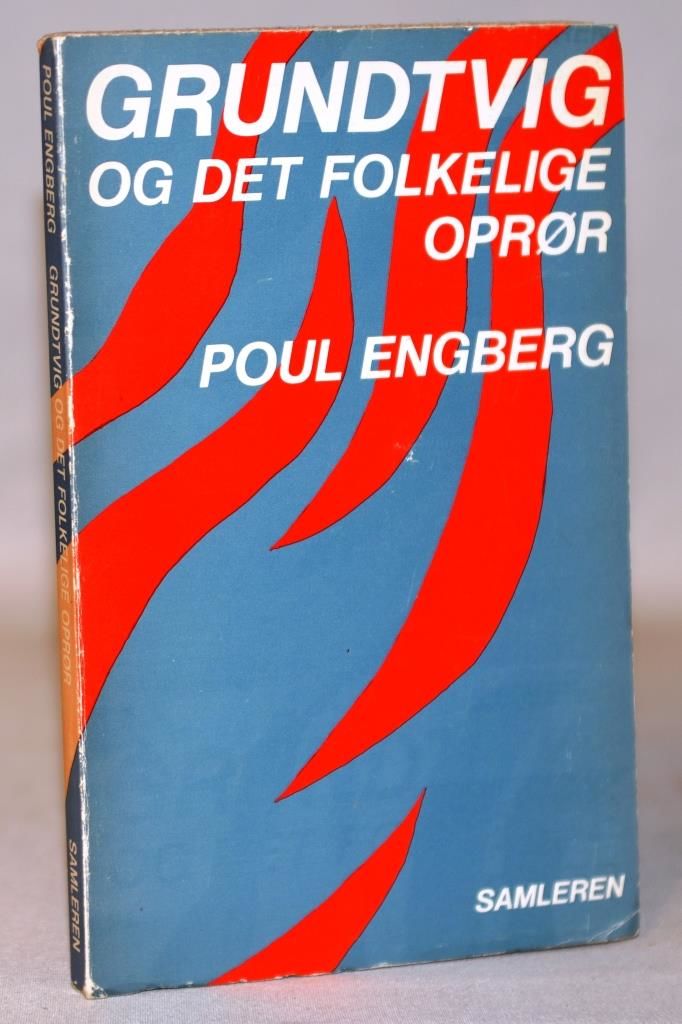 GRUNDTVIG
OG DET FOLKELIGE
OPRØR
POUL ENGBERG
SAMLEREN
POUL ENGBERG GRUNDTVIG OG DET FOLKELIGE OPRØR SAMLEREN